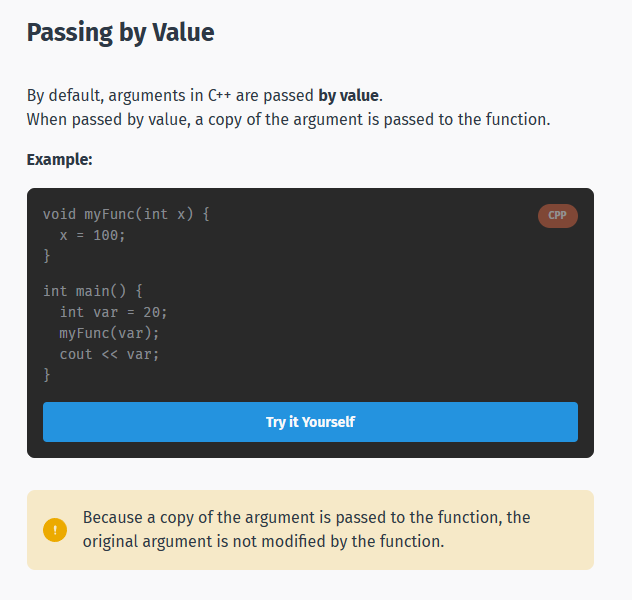 Passing by Value
By default, arguments in C++ are passed by value.
When passed by value, a copy of the argument is passed to the function.
Example:
void myFunc(int x) {
CPP
  x = 100;
}
int main() {
  int var = 20;
  myFunc(var);
  cout << var;
}
Try it Yourself
!
Because a copy of the argument is passed to the function, the
original argument is not modified by the function.